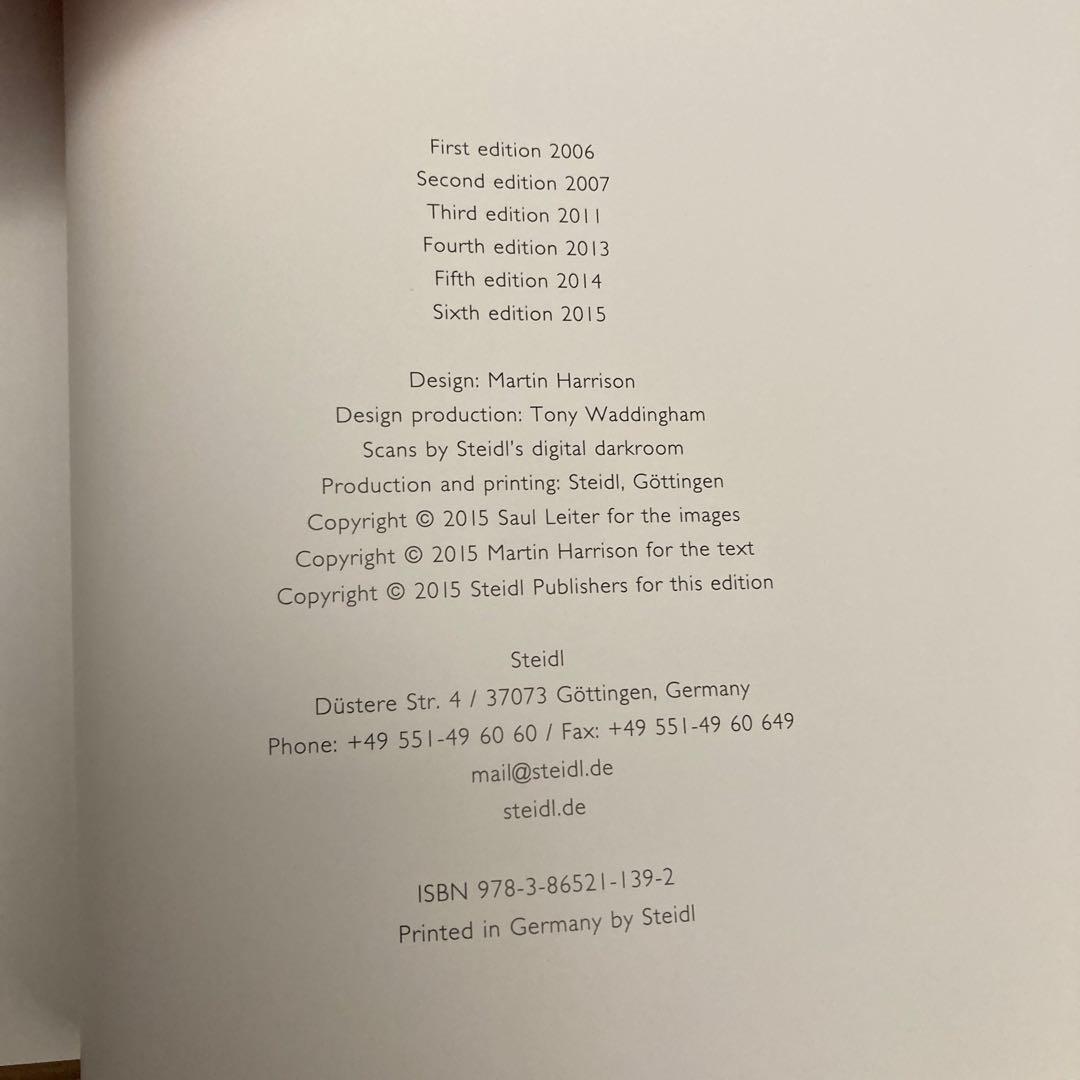 First edition 2006
Second edition 2007
Third edition 2011
Fourth edition 2013
Fifth edition 2014
Sixth edition 2015
Design: Martin Harrison
Design production: Tony Waddingham
Scans by Steidl's digital darkroom
Production and printing: Steidl, Göttingen
Copyright © 2015 Saul Leiter for the images
Copyright © 2015 Martin Harrison for the text
Copyright © 2015 Steidl Publishers for this edition
Steidl
Düstere Str. 4 / 37073 Göttingen, Germany
Phone: +49 551-49 60 60 / Fax: +49 551-49 60 649
mail@steidl.de
steidl.de
ISBN 978-3-86521-139-2
Printed in Germany by Steidl